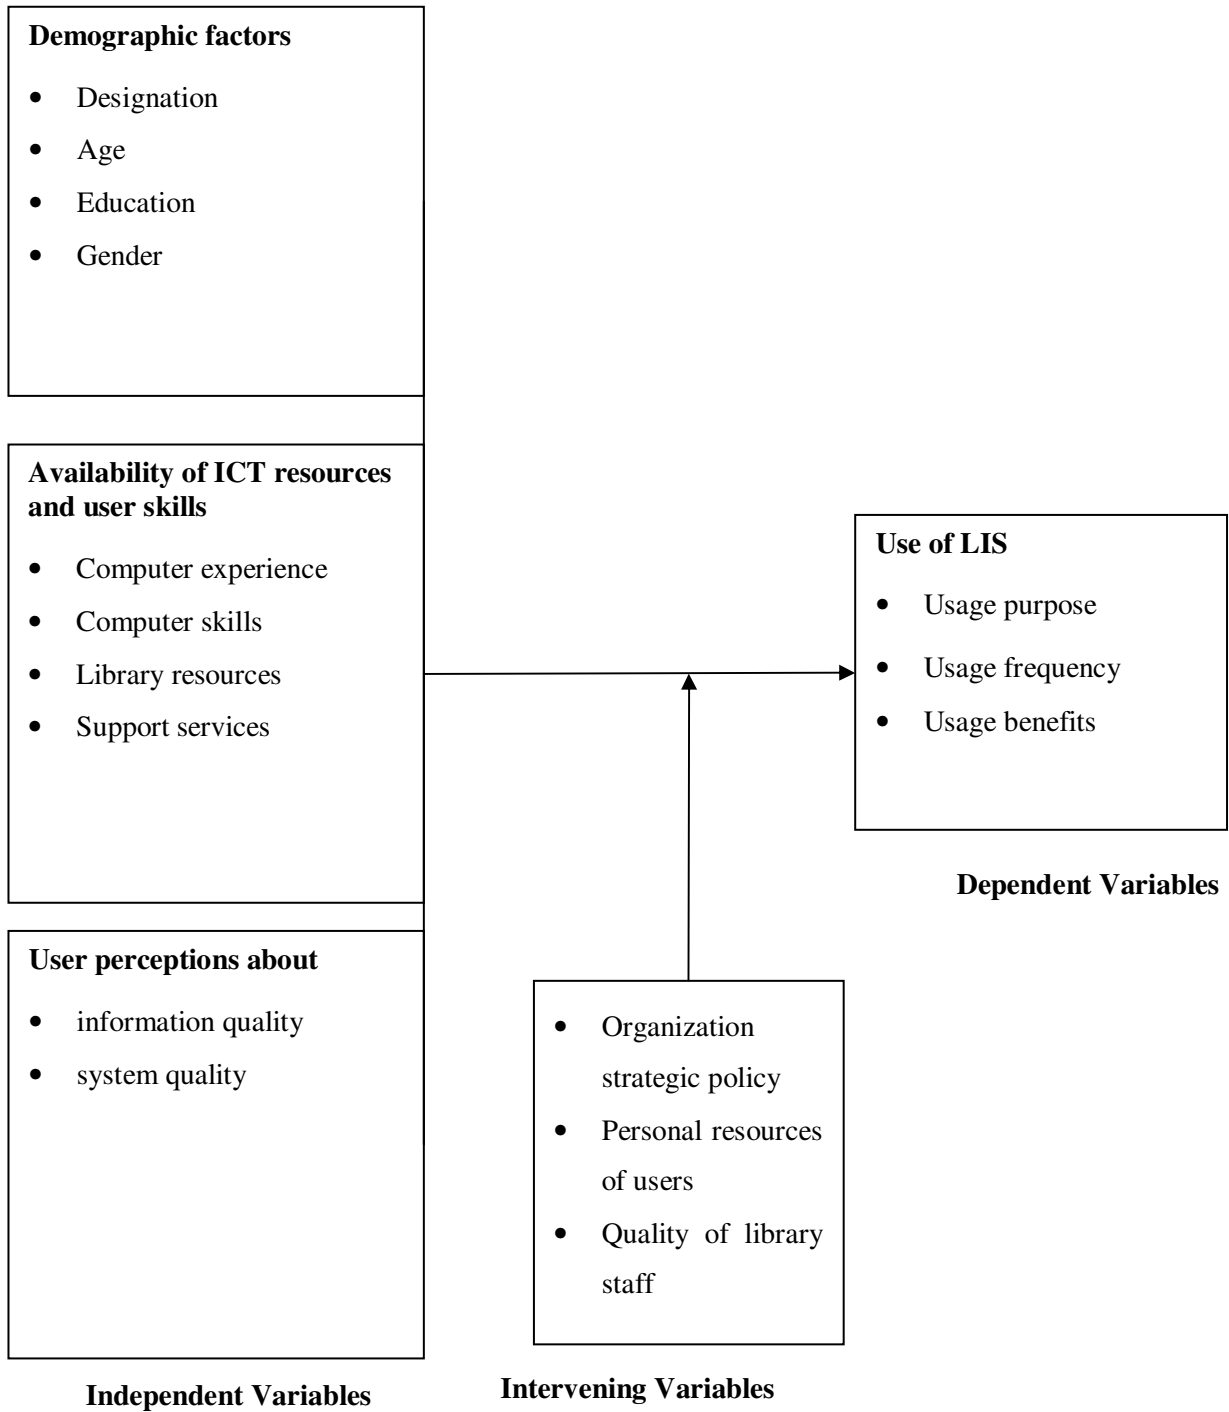 Demographic factors
• Designation
• Age
• Education
• Gender
Availability of ICT resources
and user skills
• Computer experience
• Computer skills
• Library resources
• Support services
User perceptions about
• information quality
• system quality
Independent Variables
• Organization
strategic policy
• Personal resources
of users
• Quality of library
staff
Intervening Variables
Use of LIS
• Usage purpose
• Usage frequency
• Usage benefits
Dependent Variables